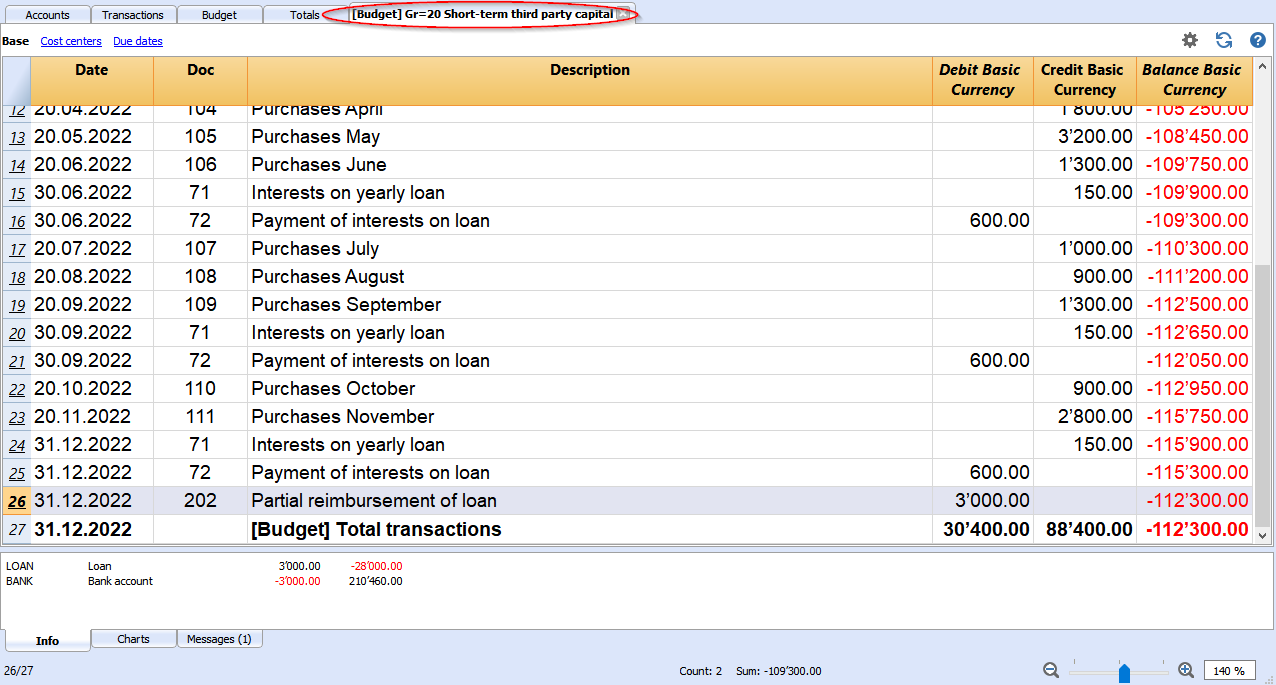 Accounts Transactions Budget Totals [Budget] Gr=20 Short-term third party capital
Base Cost centers Due dates
Date Doc Description Debit Basic Currency Credit Basic Currency Balance Basic Currency
12 20.04.2022 104 Purchases April 1’800.00 -105’250.00
13 20.05.2022 105 Purchases May 3’200.00 -108’450.00
14 20.06.2022 106 Purchases June 1’300.00 -109’750.00
15 30.06.2022 71 Interests on yearly loan 150.00 -109’900.00
16 30.06.2022 72 Payment of interests on loan 600.00 -109’300.00
17 20.07.2022 107 Purchases July 1’000.00 -110’300.00
18 20.08.2022 108 Purchases August 900.00 -111’200.00
19 20.09.2022 109 Purchases September 1’300.00 -112’500.00
20 30.09.2022 71 Interests on yearly loan 150.00 -112’650.00
21 30.09.2022 72 Payment of interests on loan 600.00 -112’050.00
22 20.10.2022 110 Purchases October 900.00 -112’950.00
23 20.11.2022 111 Purchases November 2’800.00 -115’750.00
24 31.12.2022 71 Interests on yearly loan 150.00 -115’900.00
25 31.12.2022 72 Payment of interests on loan 600.00 -115’300.00
26 31.12.2022 202 Partial reimbursement of loan 3’000.00 -112’300.00
27 31.12.2022 [Budget] Total transactions 30’400.00 88’400.00 -112’300.00
LOAN Loan 3’000.00 -28’000.00
BANK Bank account -3’000.00 210’460.00
Info Charts Messages (1)
26/27 Count: 2 Sum: -109’300.00 140 %